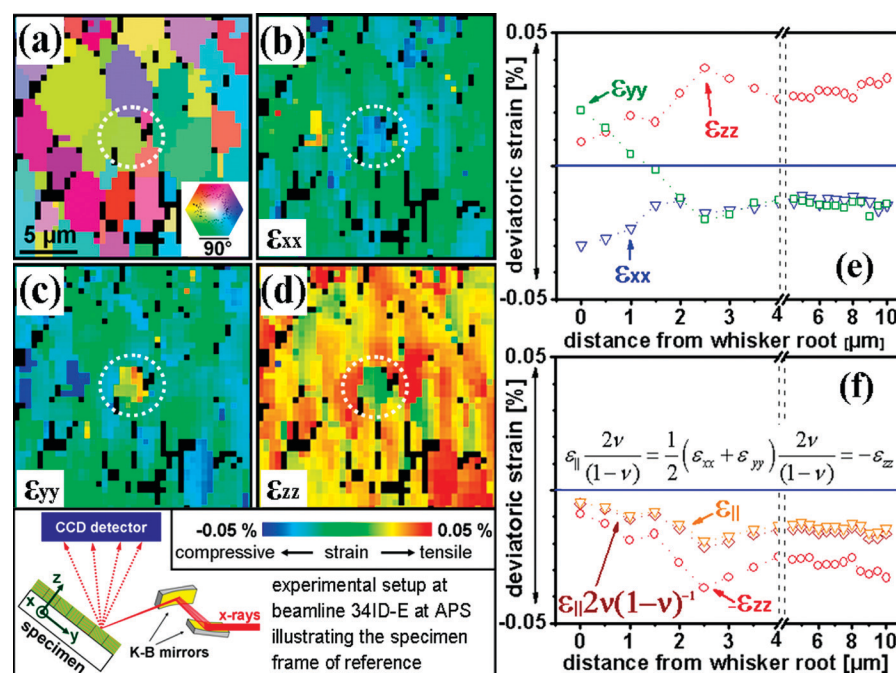 (a)
5 μm
90°
(b)
εxx
(c)
εyy
(d)
εzz
-0.05 % 0.05 %
compressive ← strain → tensile
CCD detector
z
x
y
specimen
K-B mirrors
x-rays
experimental setup at
beamline 34ID-E at APS
illustrating the specimen
frame of reference
0.05
deviatoric strain [%]
-0.05
εyy
εzz
εxx
(e)
0 1 2 3 4 6 8 10
distance from whisker root [μm]
0.05
deviatoric strain [%]
-0.05
(f)
ε|| 2ν/(1-ν) = 1/2 (εxx + εyy) 2ν/(1-ν) = -εzz
ε||
ε||2ν(1-ν)⁻¹
-εzz
0 1 2 3 4 6 8 10
distance from whisker root [μm]